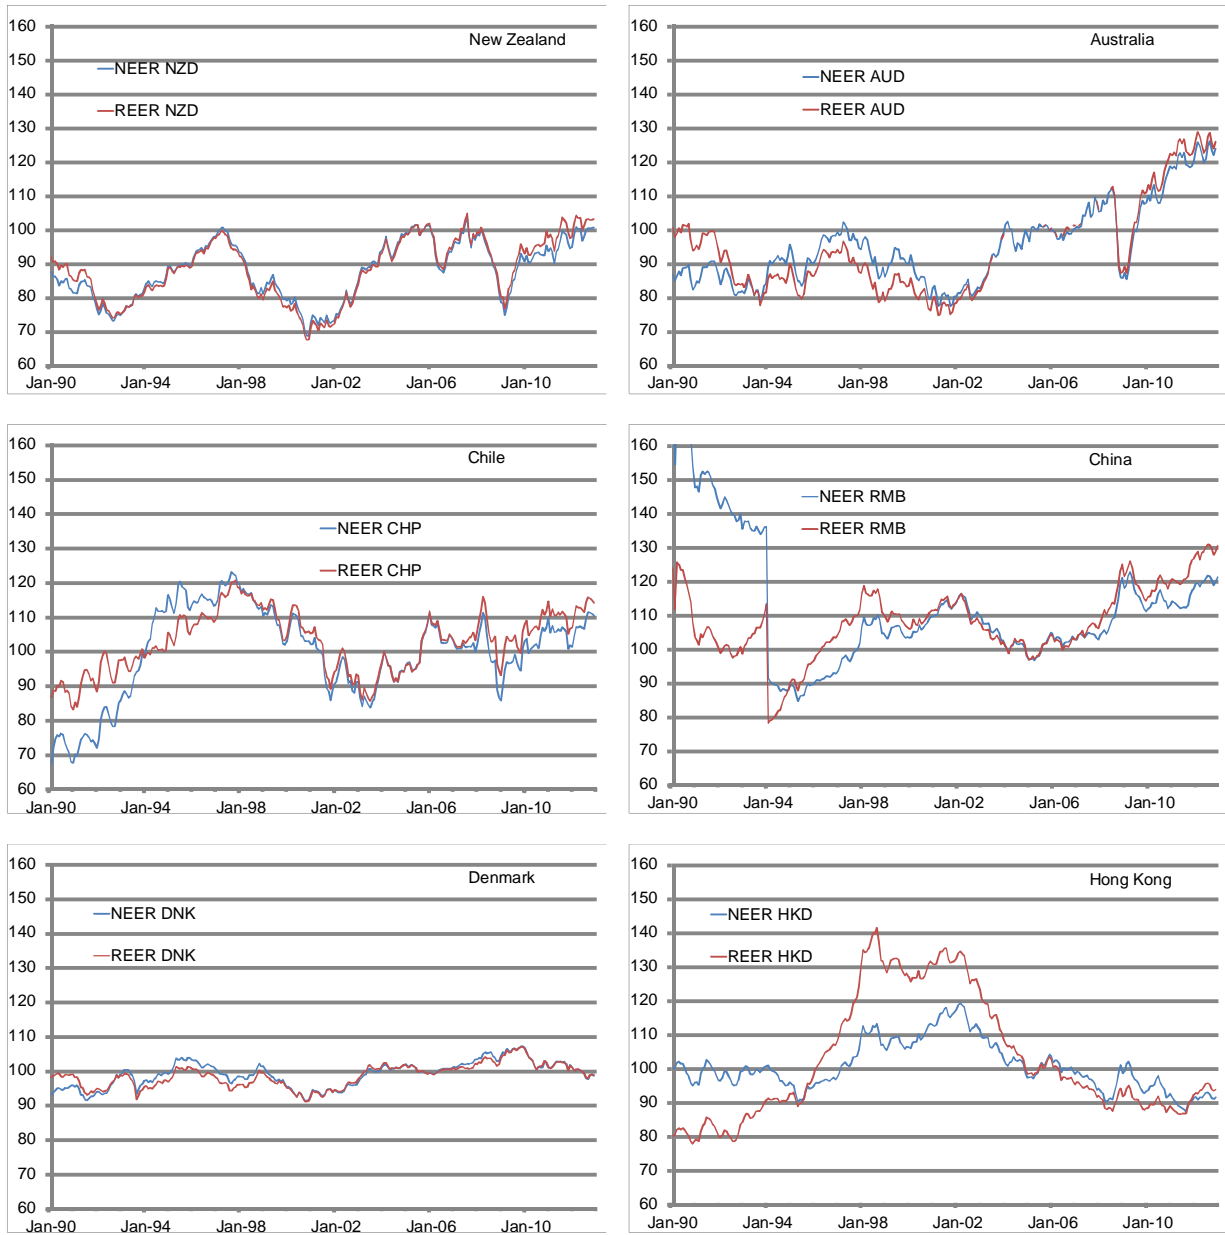 New Zealand
NEER NZD
REER NZD
160
150
140
130
120
110
100
90
80
70
60
Jan-90 Jan-94 Jan-98 Jan-02 Jan-06 Jan-10
Australia
NEER AUD
REER AUD
160
150
140
130
120
110
100
90
80
70
60
Jan-90 Jan-94 Jan-98 Jan-02 Jan-06 Jan-10
Chile
NEER CHP
REER CHP
160
150
140
130
120
110
100
90
80
70
60
Jan-90 Jan-94 Jan-98 Jan-02 Jan-06 Jan-10
China
NEER RMB
REER RMB
160
150
140
130
120
110
100
90
80
70
60
Jan-90 Jan-94 Jan-98 Jan-02 Jan-06 Jan-10
Denmark
NEER DNK
REER DNK
160
150
140
130
120
110
100
90
80
70
60
Jan-90 Jan-94 Jan-98 Jan-02 Jan-06 Jan-10
Hong Kong
NEER HKD
REER HKD
160
150
140
130
120
110
100
90
80
70
60
Jan-90 Jan-94 Jan-98 Jan-02 Jan-06 Jan-10